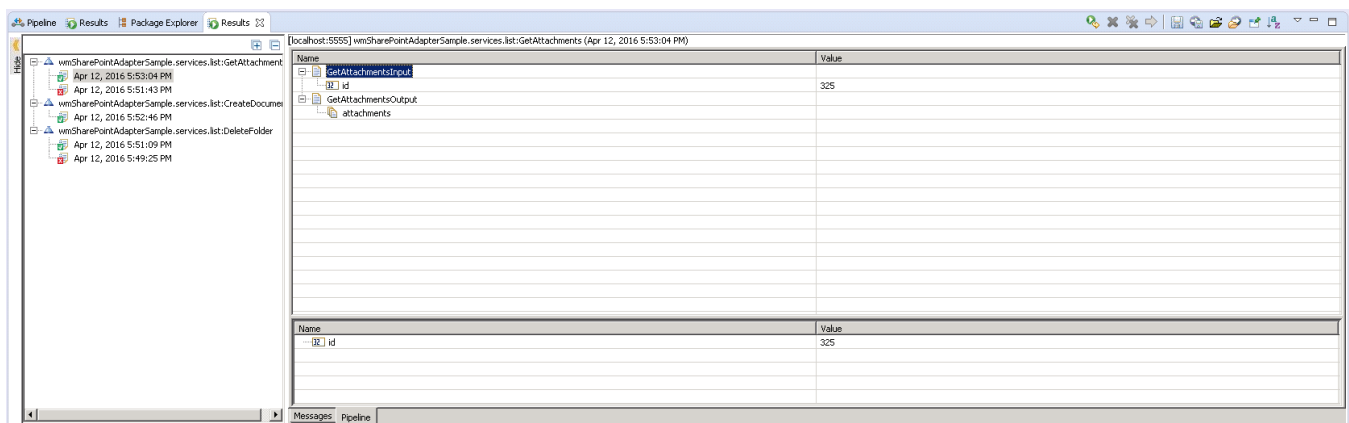 Pipeline Results Package Explorer Results
Hide
wmSharePointAdapterSample.services.list:GetAttachment
Apr 12, 2016 5:53:04 PM
Apr 12, 2016 5:51:43 PM
wmSharePointAdapterSample.services.list:CreateDocume
Apr 12, 2016 5:52:46 PM
wmSharePointAdapterSample.services.list:DeleteFolder
Apr 12, 2016 5:51:09 PM
Apr 12, 2016 5:49:25 PM
[localhost:5555] wmSharePointAdapterSample.services.list:GetAttachments (Apr 12, 2016 5:53:04 PM)
Name Value
GetAttachmentsInput
id 325
GetAttachmentsOutput
attachments
Name Value
id 325
Messages Pipeline